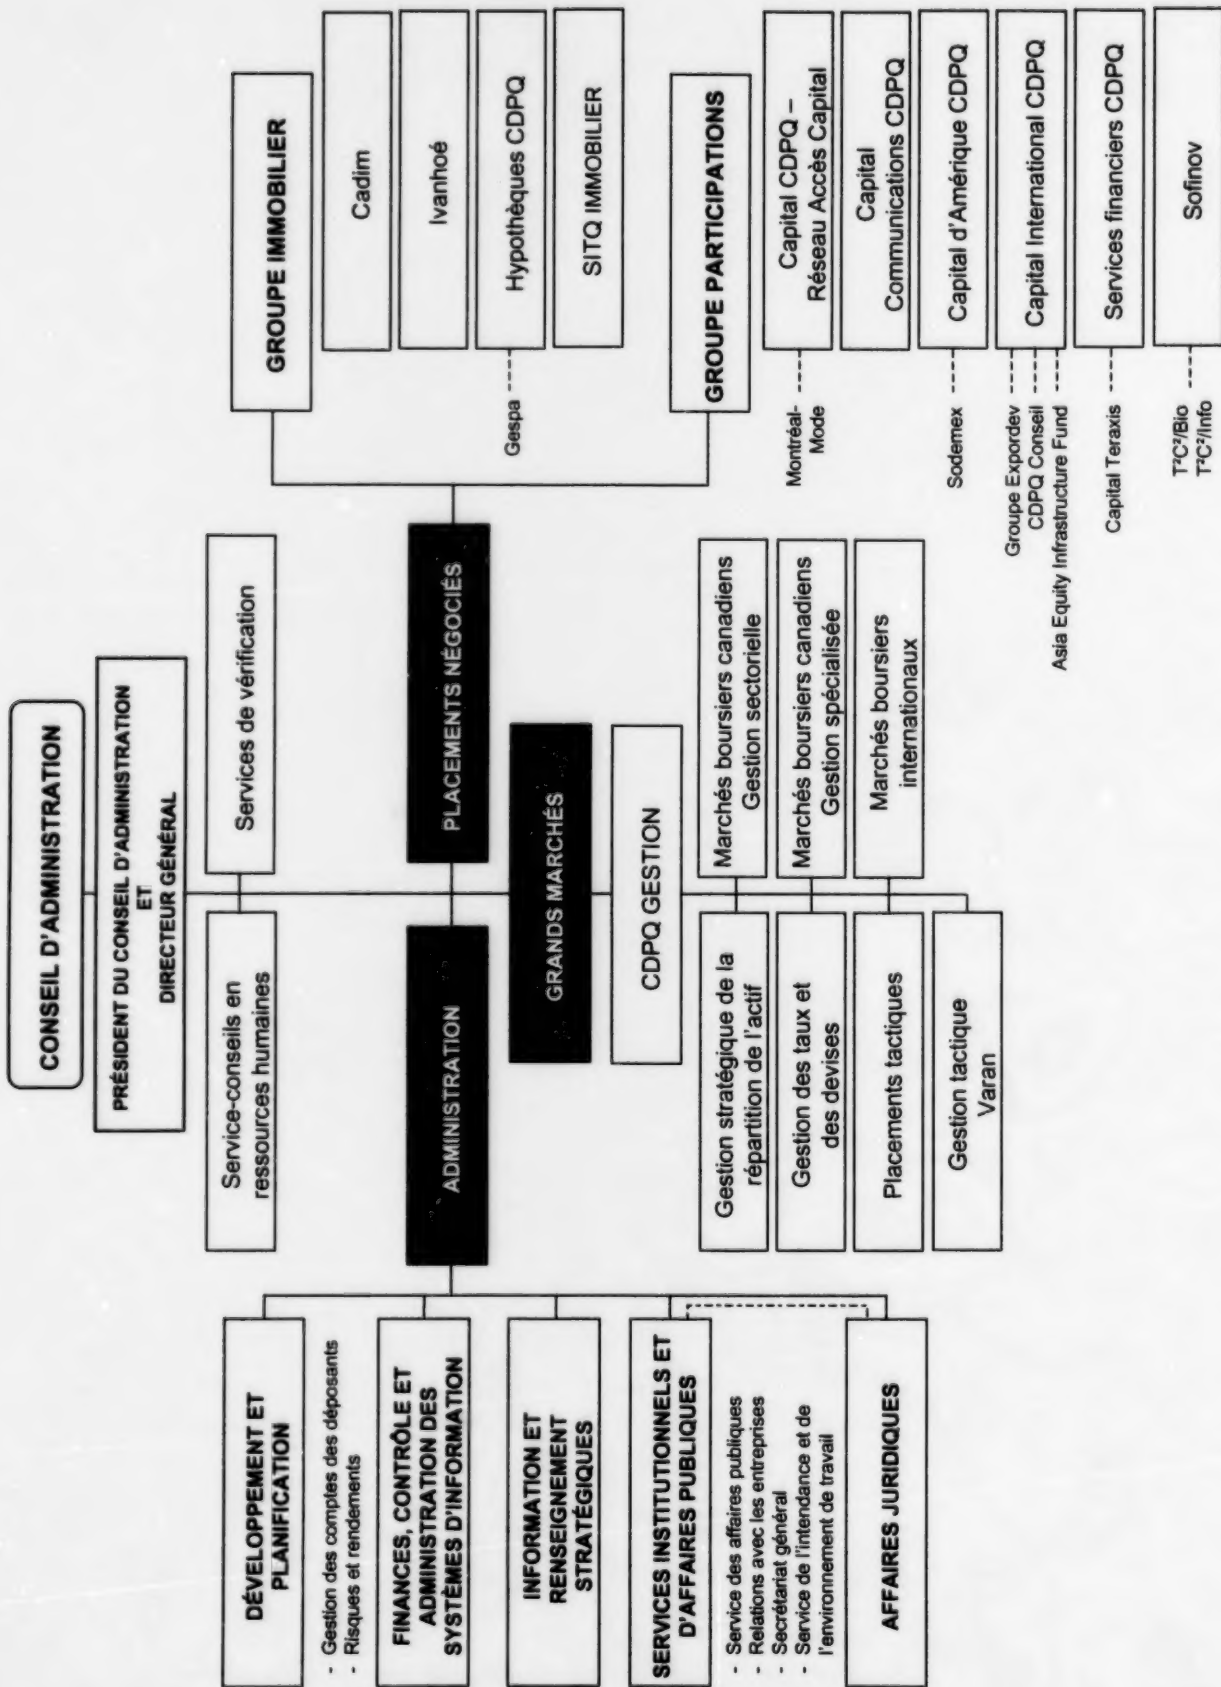 CONSEIL D'ADMINISTRATION
PRÉSIDENT DU CONSEIL D'ADMINISTRATION
ET
DIRECTEUR GÉNÉRAL
Service-conseils en
ressources humaines
Services de vérification
ADMINISTRATION
PLACEMENTS NÉGOCIÉS
GRANDS MARCHÉS
CDPQ GESTION
DÉVELOPPEMENT ET
PLANIFICATION
- Gestion des comptes des déposants
- Risques et rendements
FINANCES, CONTRÔLE ET
ADMINISTRATION DES
SYSTÈMES D'INFORMATION
INFORMATION ET
RENSEIGNEMENT
STRATÉGIQUES
SERVICES INSTITUTIONNELS ET
D'AFFAIRES PUBLIQUES
- Service des affaires publiques
- Relations avec les entreprises
- Secrétariat général
- Service de l'intendance et de
l'environnement de travail
AFFAIRES JURIDIQUES
Gestion stratégique de la
répartition de l'actif
Gestion des taux et
des devises
Placements tactiques
Gestion tactique
Varan
Marchés boursiers canadiens
Gestion sectorielle
Marchés boursiers canadiens
Gestion spécialisée
Marchés boursiers
internationaux
GROUPE IMMOBILIER
Cadim
Ivanhoé
Gespa
Hypothèques CDPQ
SITQ IMMOBILIER
GROUPE PARTICIPATIONS
Montréal-
Mode
Capital CDPQ –
Réseau Accès Capital
Capital
Communications CDPQ
Sodemex
Capital d'Amérique CDPQ
Groupe Expordev
CDPQ Conseil
Asia Equity Infrastructure Fund
Capital International CDPQ
Capital Teraxis
Services financiers CDPQ
T²C²/Bio
T²C²/Info
Sofinov